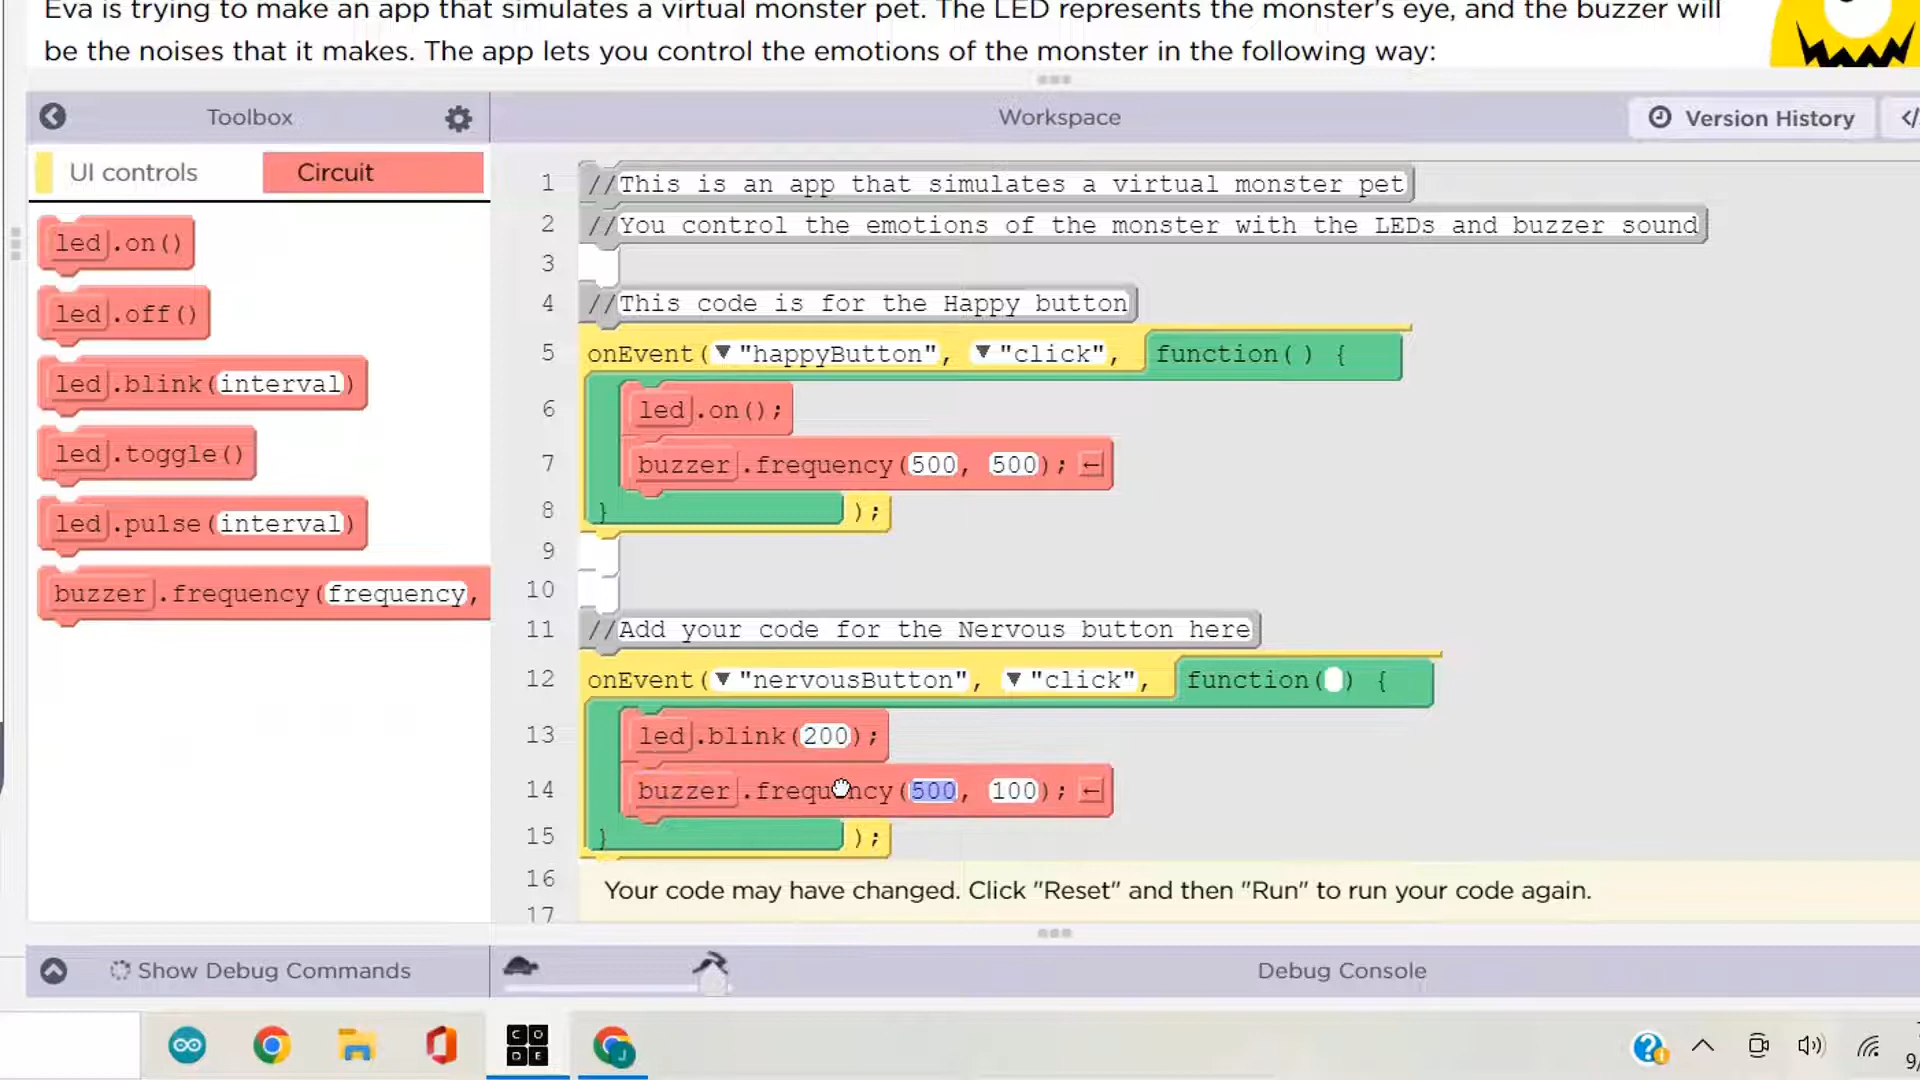 Eva is trying to make an app that simulates a virtual monster pet. The LED represents the monster's eye, and the buzzer will
be the noises that it makes. The app lets you control the emotions of the monster in the following way:
Toolbox
Workspace
Version History
</
UI controls
Circuit
led.on()
led.off()
led.blink(interval)
led.toggle()
led.pulse(interval)
buzzer.frequency(frequency,
1 //This is an app that simulates a virtual monster pet
2 //You control the emotions of the monster with the LEDs and buzzer sound
3
4 //This code is for the Happy button
5 onEvent(▼"happyButton", ▼"click", function() {
6 led.on();
7 buzzer.frequency(500, 500); ←
8 } );
9
10
11 //Add your code for the Nervous button here
12 onEvent(▼"nervousButton", ▼"click", function() {
13 led.blink(200);
14 buzzer.frequency(500, 100); ←
15 } );
16
17
Your code may have changed. Click "Reset" and then "Run" to run your code again.
Show Debug Commands
Debug Console
CO
DE
J
9/